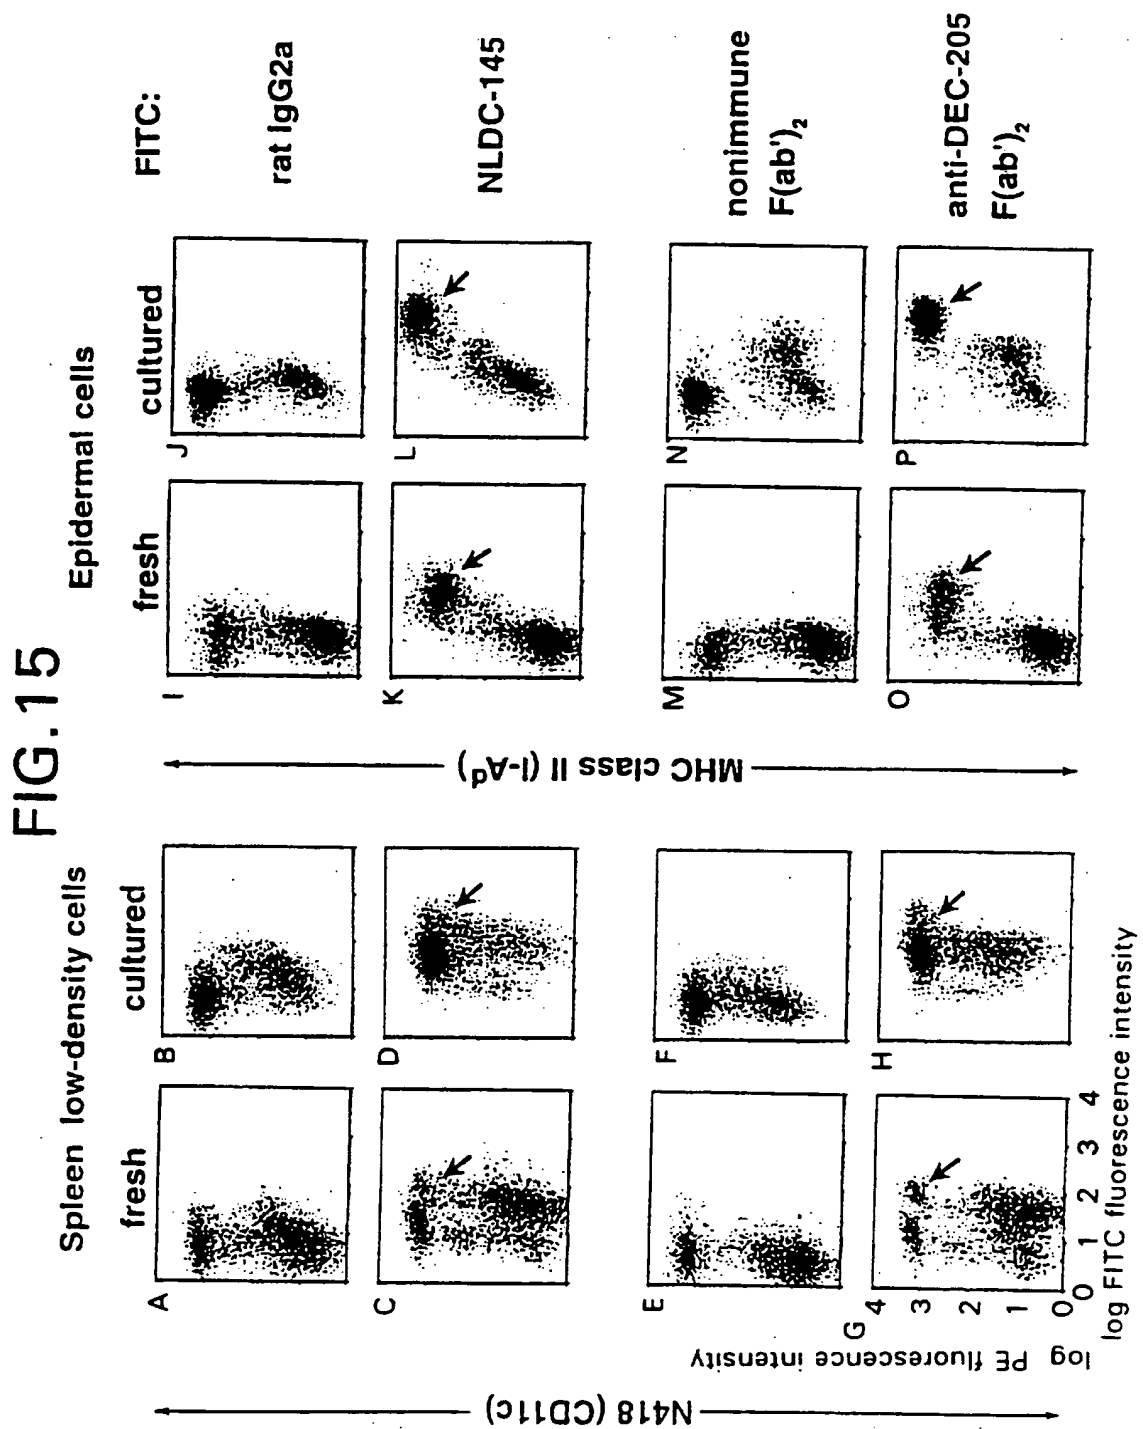 FIG.15
Spleen low-density cells
Epidermal cells
fresh
cultured
fresh
cultured
FITC:
A
B
I
J
rat IgG2a
C
D
K
L
NLDC-145
E
F
M
N
nonimmune
F(ab')₂
G
H
O
P
anti-DEC-205
F(ab')₂
N418 (CD11c)
MHC class II (I-Aᵈ)
log PE fluorescence intensity
4
3
2
1
0
0
1
2
3
4
log FITC fluorescence intensity